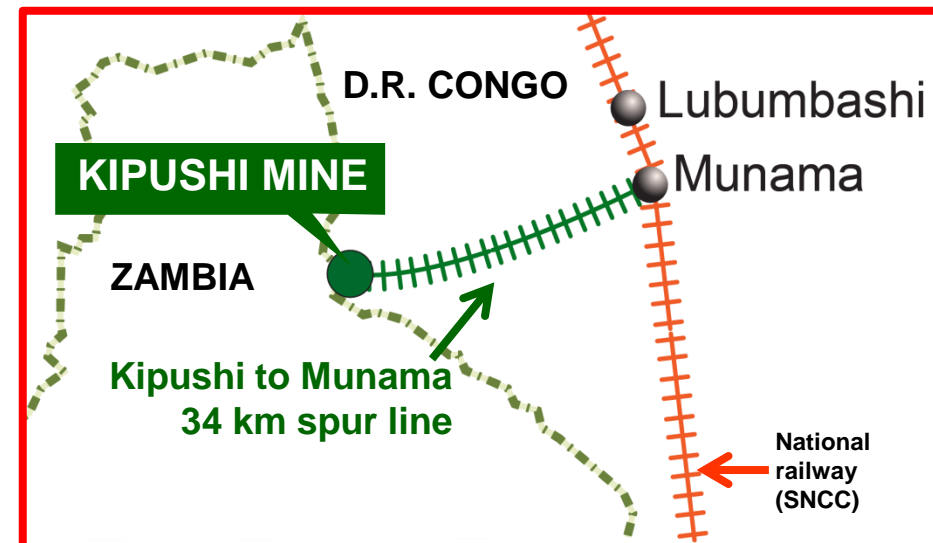 D.R. CONGO
Lubumbashi
KIPUSHI MINE
Munama
ZAMBIA
Kipushi to Munama
34 km spur line
National
railway
(SNCC)